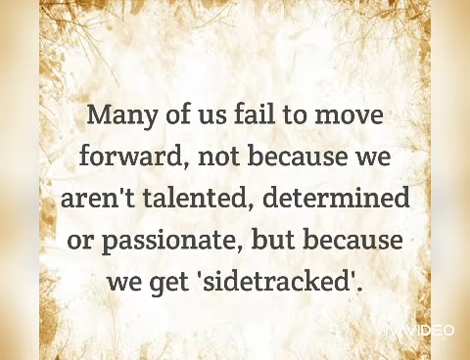 Many of us fail to move
forward, not because we
aren't talented, determined
or passionate, but because
we get 'sidetracked'.
VIVAVIDEO